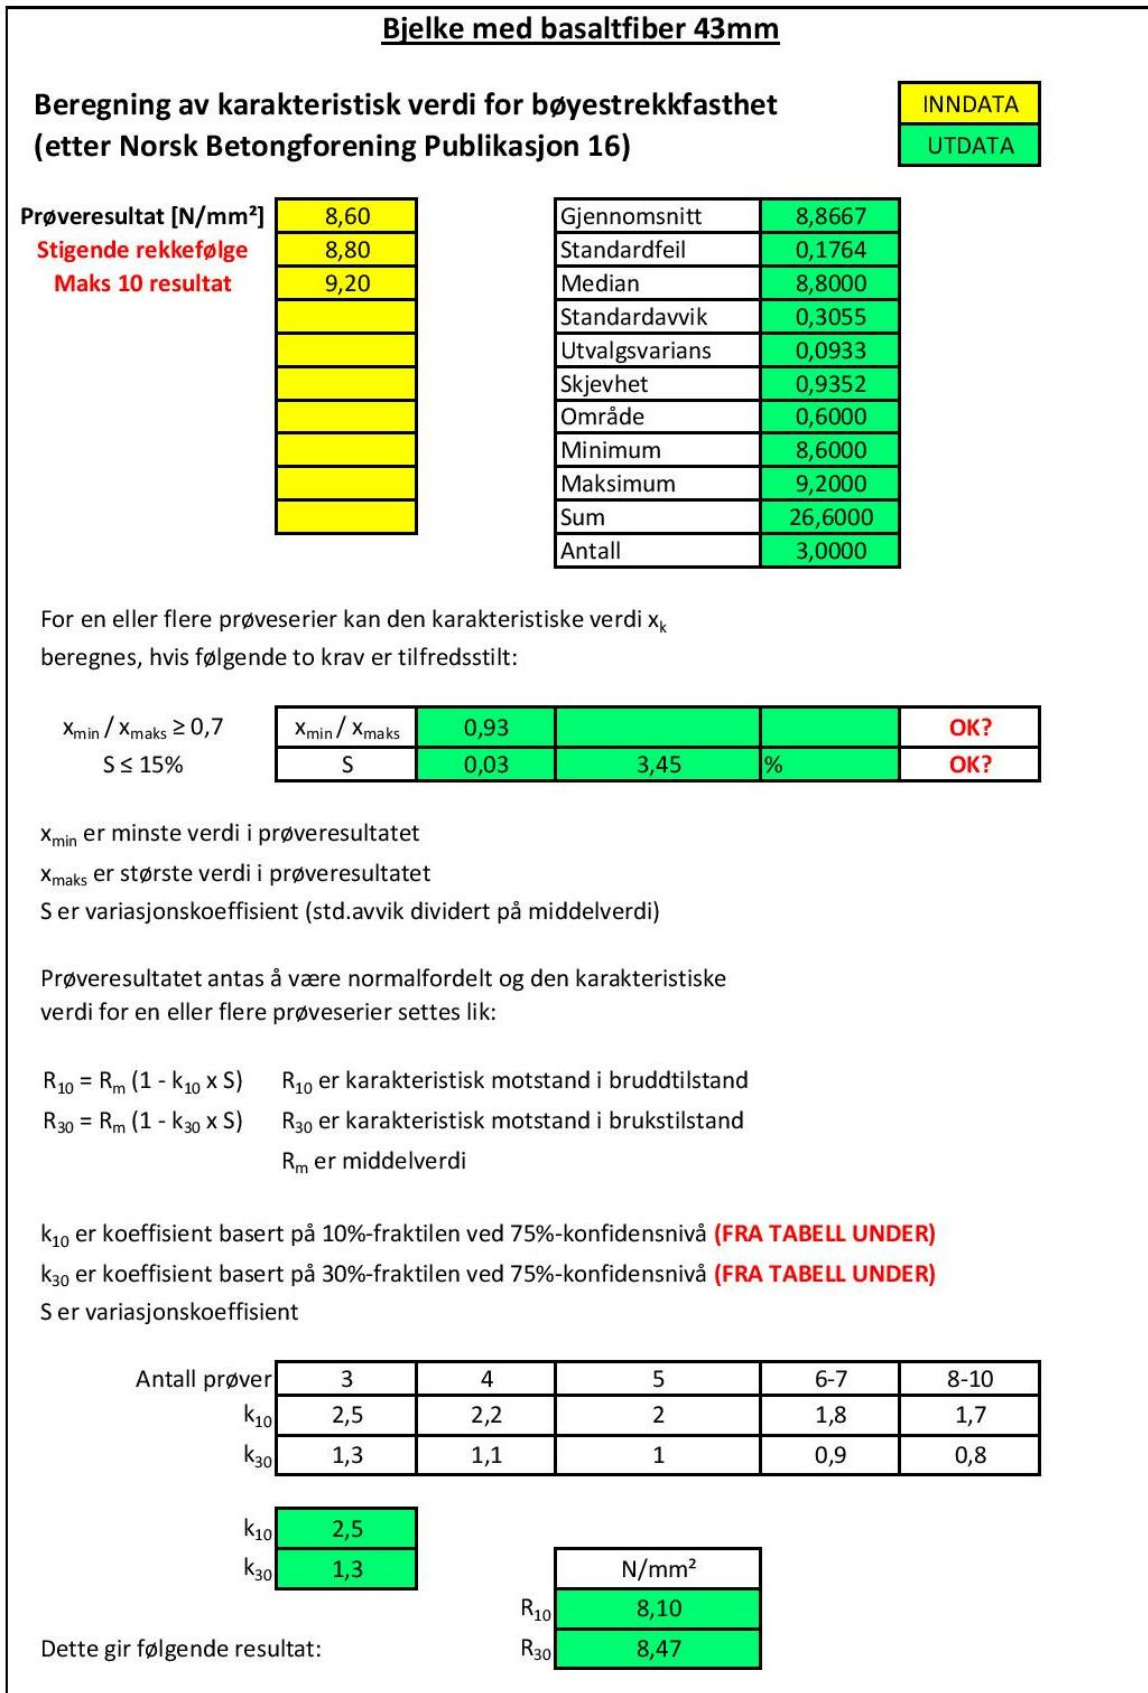 Bjelke med basaltfiber 43mm
Beregning av karakteristisk verdi for bøyestrekkfasthet
(etter Norsk Betongforening Publikasjon 16)
INNDATA
UTDATA
Prøveresultat [N/mm²] 8,60
Stigende rekkefølge 8,80
Maks 10 resultat 9,20
Gjennomsnitt 8,8667
Standardfeil 0,1764
Median 8,8000
Standardavvik 0,3055
Utvalgsvarians 0,0933
Skjevhet 0,9352
Område 0,6000
Minimum 8,6000
Maksimum 9,2000
Sum 26,6000
Antall 3,0000
For en eller flere prøveserier kan den karakteristiske verdi xk
beregnes, hvis følgende to krav er tilfredsstilt:
xmin / xmaks ≥ 0,7 xmin / xmaks 0,93 OK?
S ≤ 15% S 0,03 3,45 % OK?
xmin er minste verdi i prøveresultatet
xmaks er største verdi i prøveresultatet
S er variasjonskoeffisient (std.avvik dividert på middelverdi)
Prøveresultatet antas å være normalfordelt og den karakteristiske
verdi for en eller flere prøveserier settes lik:
R10 = Rm (1 - k10 x S) R10 er karakteristisk motstand i bruddtilstand
R30 = Rm (1 - k30 x S) R30 er karakteristisk motstand i brukstilstand
Rm er middelverdi
k10 er koeffisient basert på 10%-fraktilen ved 75%-konfidensnivå (FRA TABELL UNDER)
k30 er koeffisient basert på 30%-fraktilen ved 75%-konfidensnivå (FRA TABELL UNDER)
S er variasjonskoeffisient
Antall prøver 3 4 5 6-7 8-10
k10 2,5 2,2 2 1,8 1,7
k30 1,3 1,1 1 0,9 0,8
k10 2,5
k30 1,3
N/mm²
R10 8,10
Dette gir følgende resultat: R30 8,47